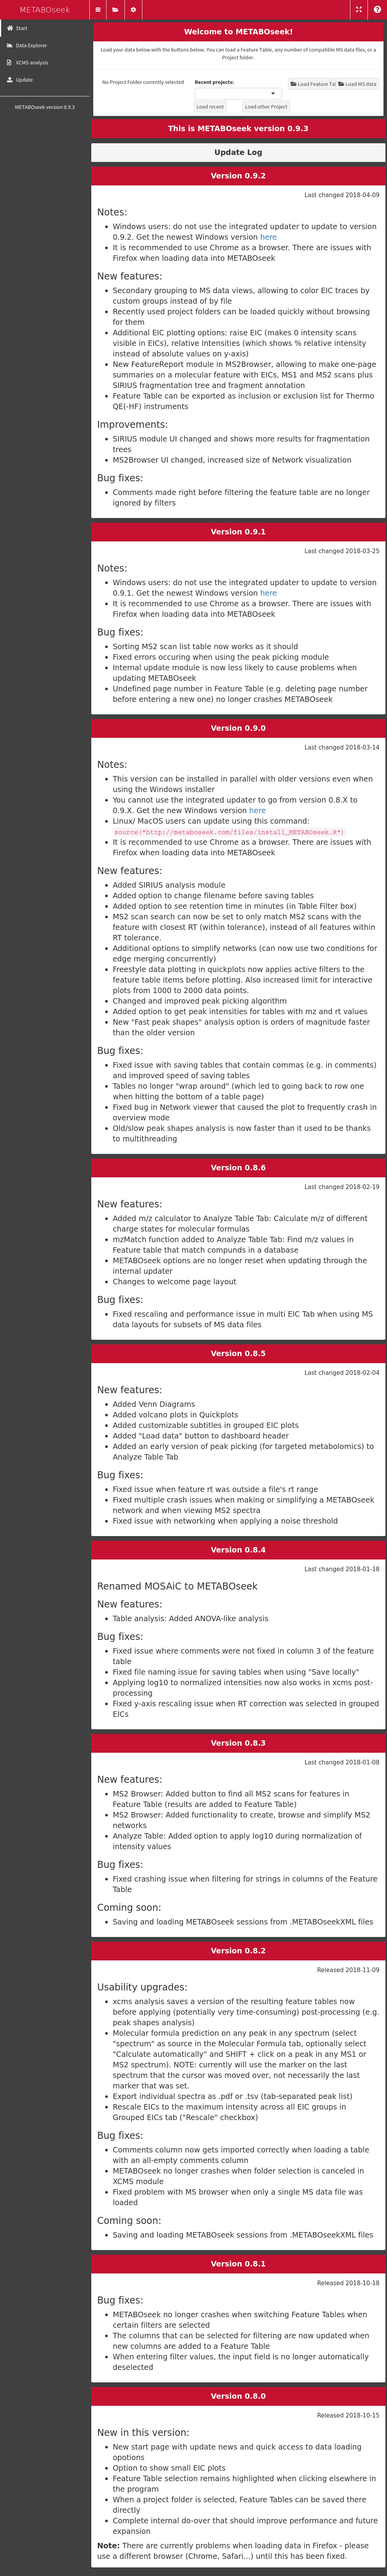 METABOseek
Start
Data Explorer
XCMS analysis
Update
METABOseek version 0.9.3
Welcome to METABOseek!
Load your data below with the buttons below. You can load a Feature Table, any number of compatible MS data files, or a
Project folder.
No Project Folder currently selected
Recent projects:
Load Feature Tal
Load MS data
Load recent
Load other Project
This is METABOseek version 0.9.3
Update Log
Version 0.9.2
Last changed 2018-04-09
Notes:
Windows users: do not use the integrated updater to update to version
0.9.2. Get the newest Windows version here
It is recommended to use Chrome as a browser. There are issues with
Firefox when loading data into METABOseek
New features:
Secondary grouping to MS data views, allowing to color EIC traces by
custom groups instead of by file
Recently used project folders can be loaded quickly without browsing
for them
Additional EIC plotting options: raise EIC (makes 0 intensity scans
visible in EICs), relative Intensities (which shows % relative intensity
instead of absolute values on y-axis)
New FeatureReport module in MS2Browser, allowing to make one-page
summaries on a molecular feature with EICs, MS1 and MS2 scans plus
SIRIUS fragmentation tree and fragment annotation
Feature Table can be exported as inclusion or exclusion list for Thermo
QE(-HF) instruments
Improvements:
SIRIUS module UI changed and shows more results for fragmentation
trees
MS2Browser UI changed, increased size of Network visualization
Bug fixes:
Comments made right before filtering the feature table are no longer
ignored by filters
Version 0.9.1
Last changed 2018-03-25
Notes:
Windows users: do not use the integrated updater to update to version
0.9.1. Get the newest Windows version here
It is recommended to use Chrome as a browser. There are issues with
Firefox when loading data into METABOseek
Bug fixes:
Sorting MS2 scan list table now works as it should
Fixed errors occuring when using the peak picking module
Internal update module is now less likely to cause problems when
updating METABOseek
Undefined page number in Feature Table (e.g. deleting page number
before entering a new one) no longer crashes METABOseek
Version 0.9.0
Last changed 2018-03-14
Notes:
This version can be installed in parallel with older versions even when
using the Windows installer
You cannot use the integrated updater to go from version 0.8.X to
0.9.X. Get the new Windows version here
Linux/ MacOS users can update using this command:
source("http://metaboseek.com/files/install_METABOseek.R")
It is recommended to use Chrome as a browser. There are issues with
Firefox when loading data into METABOseek
New features:
Added SIRIUS analysis module
Added option to change filename before saving tables
Added option to see retention time in minutes (in Table Filter box)
MS2 scan search can now be set to only match MS2 scans with the
feature with closest RT (within tolerance), instead of all features within
RT tolerance.
Additional options to simplify networks (can now use two conditions for
edge merging concurrently)
Freestyle data plotting in quickplots now applies active filters to the
feature table items before plotting. Also increased limit for interactive
plots from 1000 to 2000 data points.
Changed and improved peak picking algorithm
Added option to get peak intensities for tables with mz and rt values
New "Fast peak shapes" analysis option is orders of magnitude faster
than the older version
Bug fixes:
Fixed issue with saving tables that contain commas (e.g. in comments)
and improved speed of saving tables
Tables no longer "wrap around" (which led to going back to row one
when hitting the bottom of a table page)
Fixed bug in Network viewer that caused the plot to frequently crash in
overview mode
Old/slow peak shapes analysis is now faster than it used to be thanks
to multithreading
Version 0.8.6
Last changed 2018-02-19
New features:
Added m/z calculator to Analyze Table Tab: Calculate m/z of different
charge states for molecular formulas
mzMatch function added to Analyze Table Tab: Find m/z values in
Feature table that match compunds in a database
METABOseek options are no longer reset when updating through the
internal updater
Changes to welcome page layout
Bug fixes:
Fixed rescaling and performance issue in multi EIC Tab when using MS
data layouts for subsets of MS data files
Version 0.8.5
Last changed 2018-02-04
New features:
Added Venn Diagrams
Added volcano plots in Quickplots
Added customizable subtitles in grouped EIC plots
Added "Load data" button to dashboard header
Added an early version of peak picking (for targeted metabolomics) to
Analyze Table Tab
Bug fixes:
Fixed issue when feature rt was outside a file's rt range
Fixed multiple crash issues when making or simplifying a METABOseek
network and when viewing MS2 spectra
Fixed issue with networking when applying a noise threshold
Version 0.8.4
Last changed 2018-01-18
Renamed MOSAiC to METABOseek
New features:
Table analysis: Added ANOVA-like analysis
Bug fixes:
Fixed issue where comments were not fixed in column 3 of the feature
table
Fixed file naming issue for saving tables when using "Save locally"
Applying log10 to normalized intensities now also works in xcms post-
processing
Fixed y-axis rescaling issue when RT correction was selected in grouped
EICs
Version 0.8.3
Last changed 2018-01-08
New features:
MS2 Browser: Added button to find all MS2 scans for features in
Feature Table (results are added to Feature Table)
MS2 Browser: Added functionality to create, browse and simplify MS2
networks
Analyze Table: Added option to apply log10 during normalization of
intensity values
Bug fixes:
Fixed crashing issue when filtering for strings in columns of the Feature
Table
Coming soon:
Saving and loading METABOseek sessions from .METABOseekXML files
Version 0.8.2
Released 2018-11-09
Usability upgrades:
xcms analysis saves a version of the resulting feature tables now
before applying (potentially very time-consuming) post-processing (e.g.
peak shapes analysis)
Molecular formula prediction on any peak in any spectrum (select
"spectrum" as source in the Molecular Formula tab, optionally select
"Calculate automatically" and SHIFT + click on a peak in any MS1 or
MS2 spectrum). NOTE: currently will use the marker on the last
spectrum that the cursor was moved over, not necessarily the last
marker that was set.
Export individual spectra as .pdf or .tsv (tab-separated peak list)
Rescale EICs to the maximum intensity across all EIC groups in
Grouped EICs tab ("Rescale" checkbox)
Bug fixes:
Comments column now gets imported correctly when loading a table
with an all-empty comments column
METABOseek no longer crashes when folder selection is canceled in
XCMS module
Fixed problem with MS browser when only a single MS data file was
loaded
Coming soon:
Saving and loading METABOseek sessions from .METABOseekXML files
Version 0.8.1
Released 2018-10-18
Bug fixes:
METABOseek no longer crashes when switching Feature Tables when
certain filters are selected
The columns that can be selected for filtering are now updated when
new columns are added to a Feature Table
When entering filter values, the input field is no longer automatically
deselected
Version 0.8.0
Released 2018-10-15
New in this version:
New start page with update news and quick access to data loading
opotions
Option to show small EIC plots
Feature Table selection remains highlighted when clicking elsewhere in
the program
When a project folder is selected, Feature Tables can be saved there
directly
Complete internal do-over that should improve performance and future
expansion
Note: There are currently problems when loading data in Firefox - please
use a different browser (Chrome, Safari...) until this has been fixed.